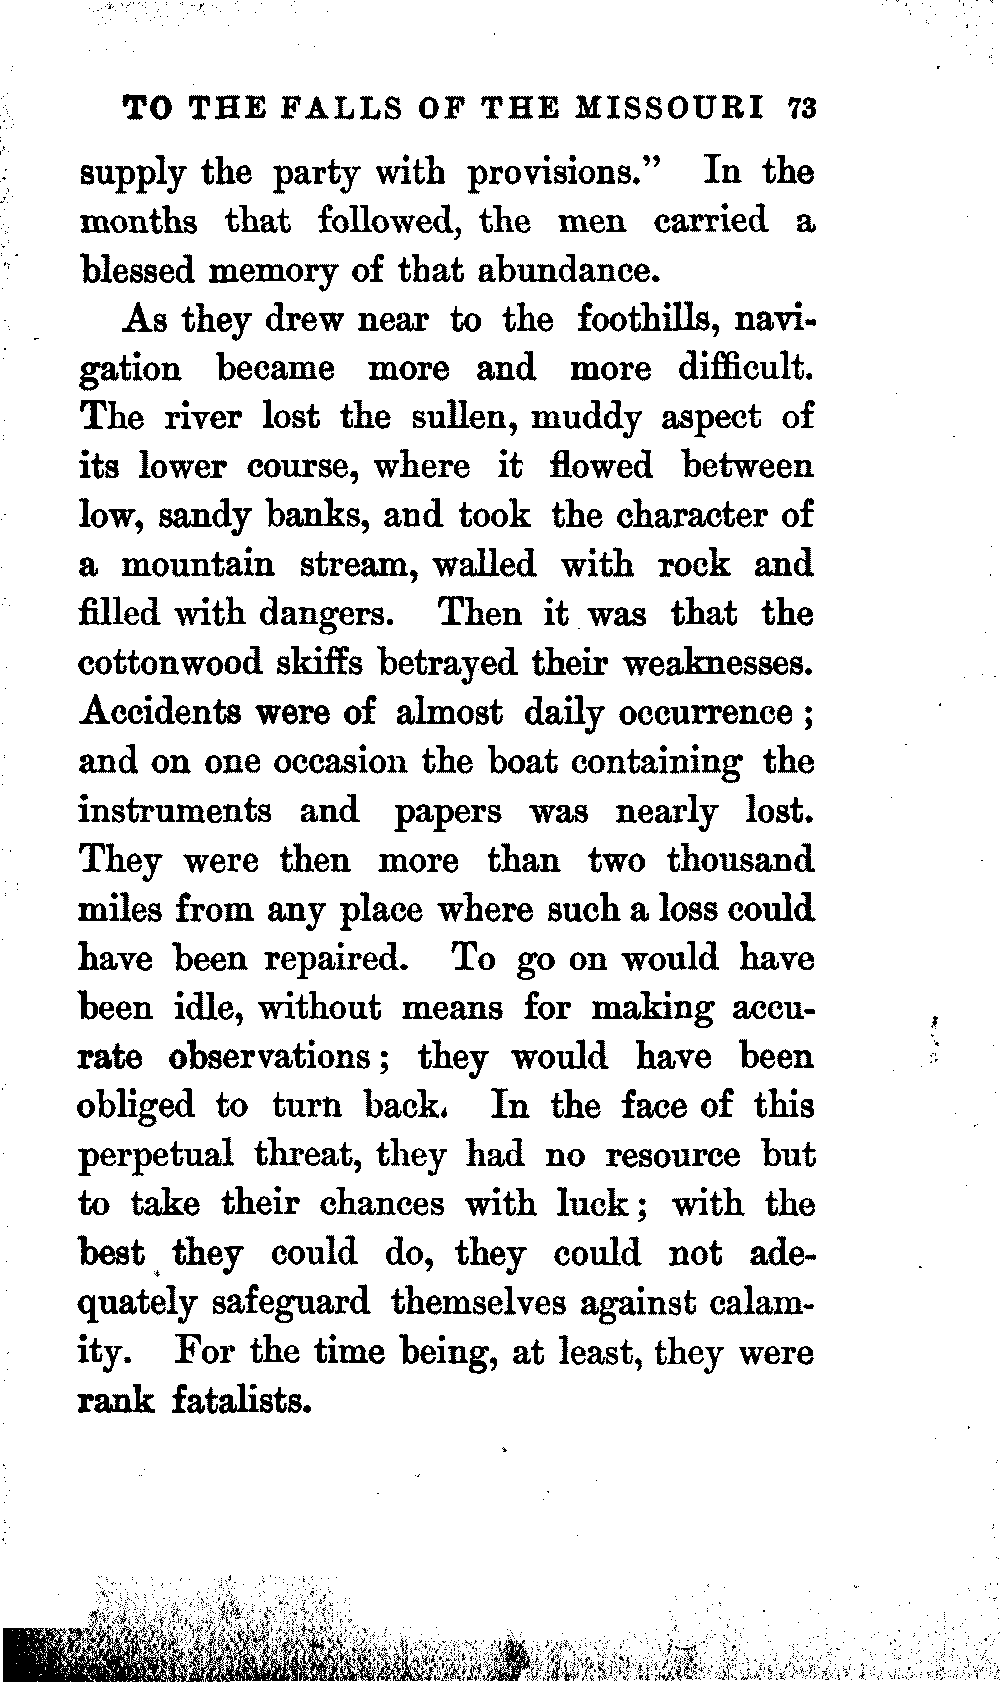 TO THE FALLS OF THE MISSOURI 73
supply the party with provisions." In the
months that followed, the men carried a
blessed memory of that abundance.
As they drew near to the foothills, navi-
gation became more and more difficult.
The river lost the sullen, muddy aspect of
its lower course, where it flowed between
low, sandy banks, and took the character of
a mountain stream, walled with rock and
filled with dangers. Then it was that the
cottonwood skiffs betrayed their weaknesses.
Accidents were of almost daily occurrence ;
and on one occasion the boat containing the
instruments and papers was nearly lost.
They were then more than two thousand
miles from any place where such a loss could
have been repaired. To go on would have
been idle, without means for making accu-
rate observations ; they would have been
obliged to turn back. In the face of this
perpetual threat, they had no resource but
to take their chances with luck ; with the
best they could do, they could not ade-
quately safeguard themselves against calam-
ity. For the time being, at least, they were
rank fatalists.